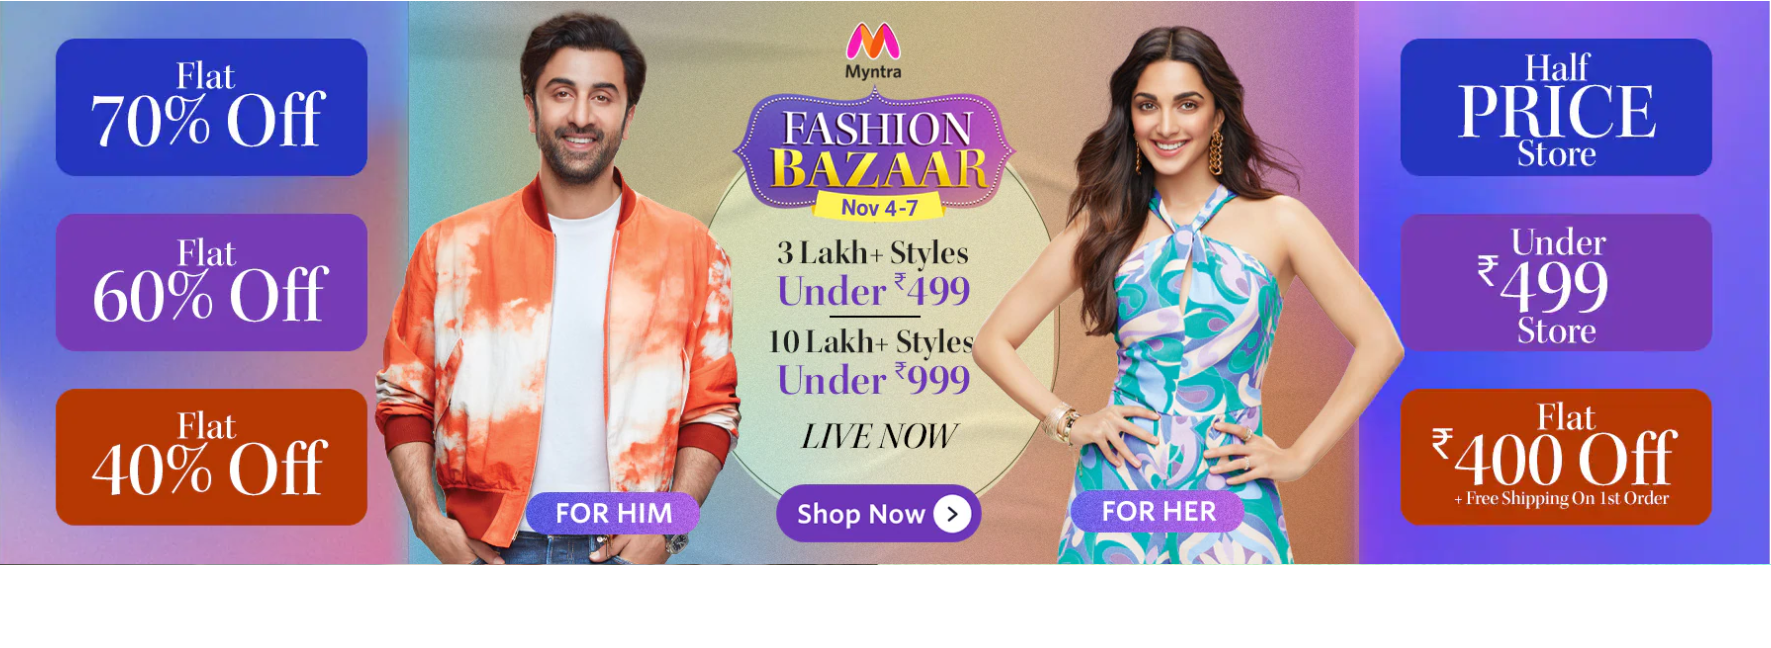 Flat
70% Off
Flat
60% Off
Flat
40% Off
Myntra
FASHION
BAZAAR
Nov 4-7
3 Lakh+ Styles
Under ₹499
10 Lakh+ Styles
Under ₹999
LIVE NOW
FOR HIM
Shop Now
FOR HER
Half
PRICE
Store
Under
₹499
Store
Flat
₹400 Off
+ Free Shipping On 1st Order